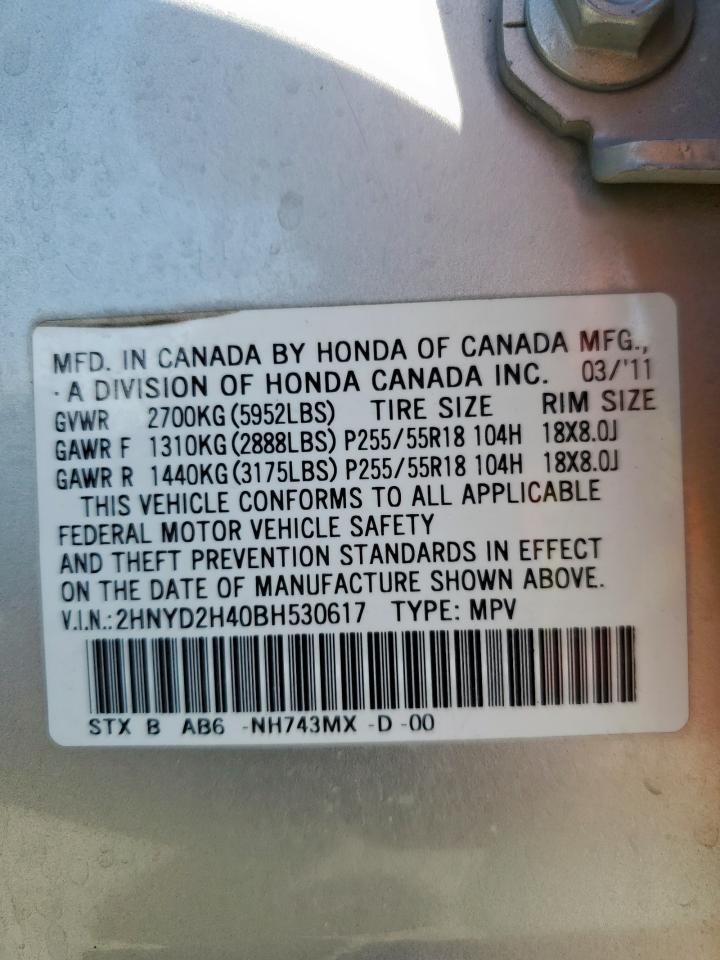 MFD. IN CANADA BY HONDA OF CANADA MFG.,
· A DIVISION OF HONDA CANADA INC. 03/'11
GVWR 2700KG (5952LBS) TIRE SIZE RIM SIZE
GAWR F 1310KG (2888LBS) P255/55R18 104H 18X8.0J
GAWR R 1440KG (3175LBS) P255/55R18 104H 18X8.0J
THIS VEHICLE CONFORMS TO ALL APPLICABLE
FEDERAL MOTOR VEHICLE SAFETY
AND THEFT PREVENTION STANDARDS IN EFFECT
ON THE DATE OF MANUFACTURE SHOWN ABOVE.
V.I.N.:2HNYD2H40BH530617 TYPE: MPV
STX B AB6 -NH743MX -D -00